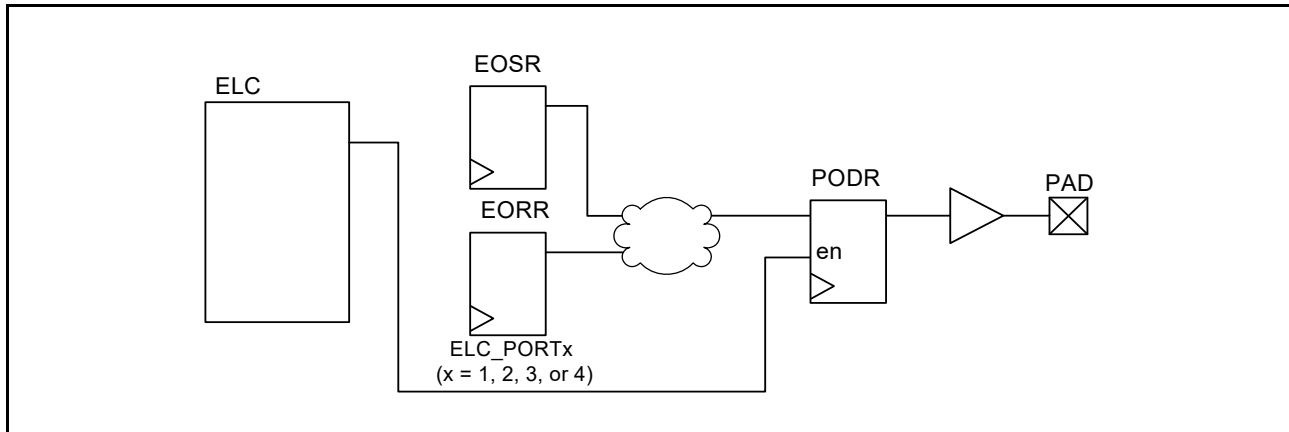 ELC
EOSR
EORR
ELC_PORTx
(x = 1, 2, 3, or 4)
PODR
en
PAD